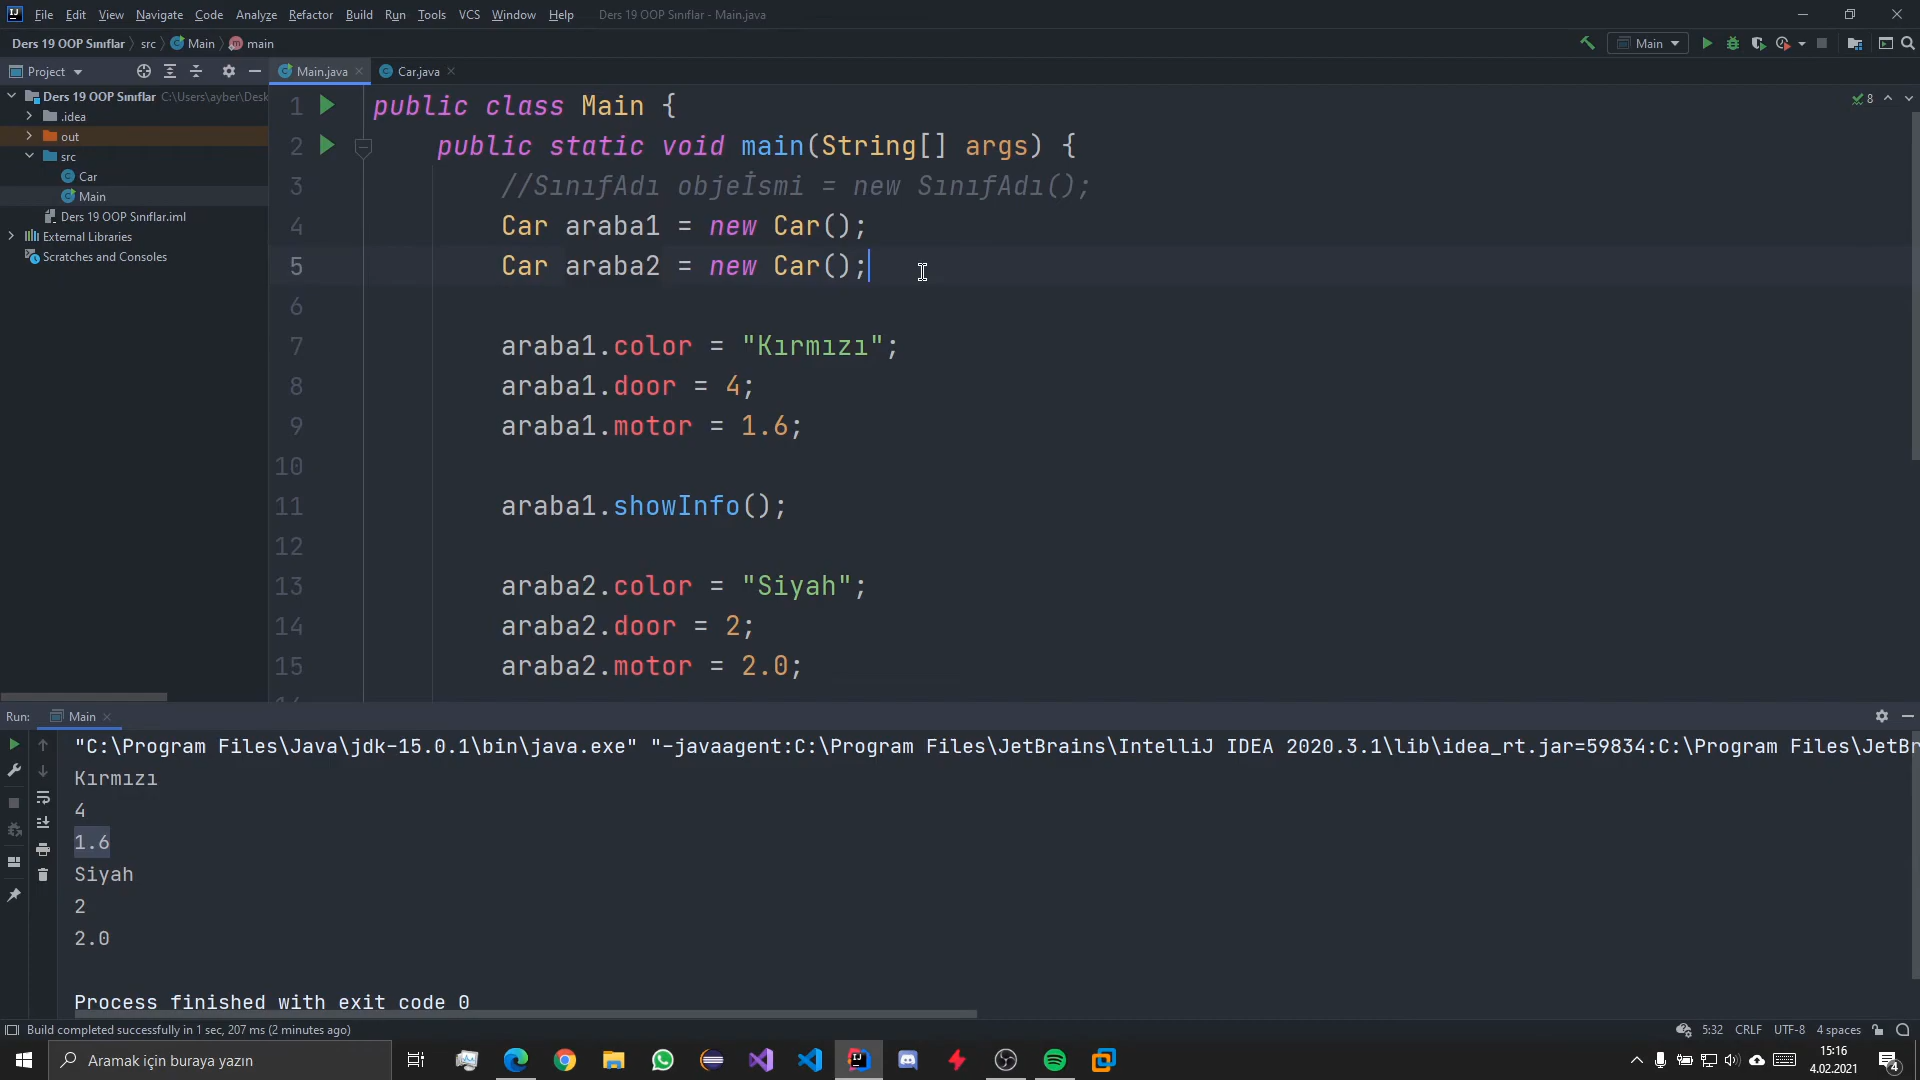 File Edit View Navigate Code Analyze Refactor Build Run Tools VCS Window Help Ders 19 OOP Sınıflar - Main.java
Ders 19 OOP Sınıflar src Main main
Main
Project
Main.java Car.java
Ders 19 OOP Sınıflar C:\Users\ayber\Desk
.idea
out
src
Car
Main
Ders 19 OOP Sınıflar.iml
External Libraries
Scratches and Consoles
8
1 public class Main {
2 public static void main(String[] args) {
3 //SınıfAdı objeİsmi = new SınıfAdı();
4 Car araba1 = new Car();
5 Car araba2 = new Car();
6
7 araba1.color = "Kırmızı";
8 araba1.door = 4;
9 araba1.motor = 1.6;
10
11 araba1.showInfo();
12
13 araba2.color = "Siyah";
14 araba2.door = 2;
15 araba2.motor = 2.0;
Run: Main
"C:\Program Files\Java\jdk-15.0.1\bin\java.exe" "-javaagent:C:\Program Files\JetBrains\IntelliJ IDEA 2020.3.1\lib\idea_rt.jar=59834:C:\Program Files\JetBr
Kırmızı
4
1.6
Siyah
2
2.0
Process finished with exit code 0
Build completed successfully in 1 sec, 207 ms (2 minutes ago)
5:32 CRLF UTF-8 4 spaces
Aramak için buraya yazın
15:16
4.02.2021
4